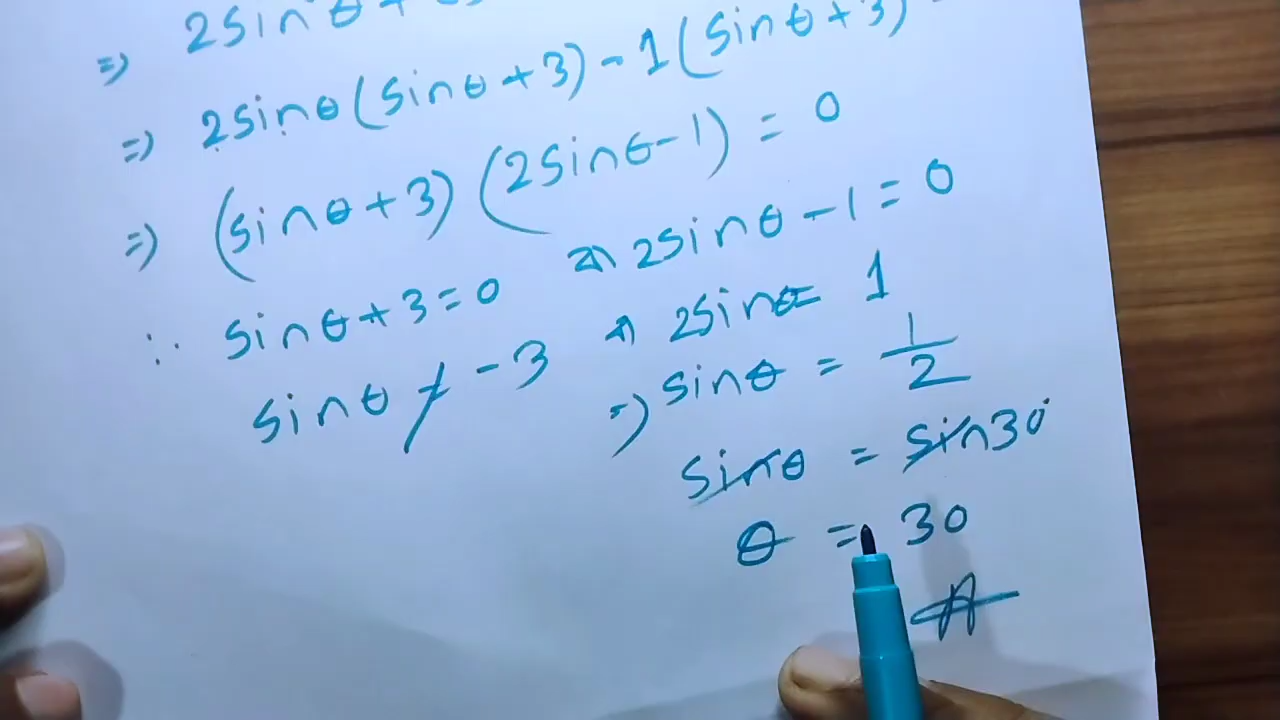 => 2sin θ +
=> 2sinθ (sinθ + 3) - 1 (sinθ + 3)
=> (sinθ + 3) (2sinθ - 1) = 0
∴ sinθ + 3 = 0 2sinθ - 1 = 0
sinθ ≠ -3 2sinθ = 1
=> sinθ = 1/2
sinθ = sin30°
θ = 30